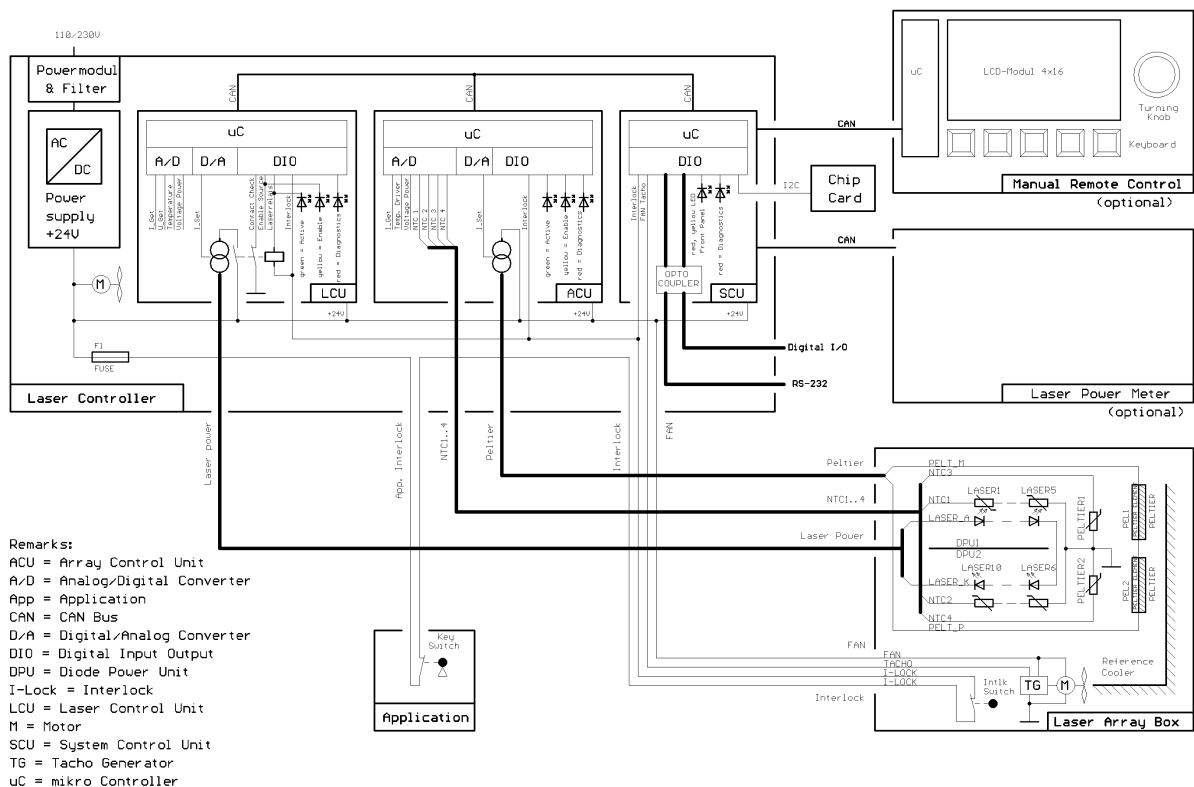 110/230V
Powermodul
& Filter
AC
DC
Power
supply
+24V
M
F1
FUSE
Laser Controller
CAN
uC
A/D
D/A
DIO
I_Get
U_Get
Temperature
Voltage Power
I_Set
Contact Check
Enable Source
Laserrelais
Interlock
green = Active
yellow = Enable
red = Diagnostics
LCU
+24V
CAN
uC
A/D
D/A
DIO
I_Get
Temp. Driver
Voltage Power
NTC 1
NTC 2
NTC 3
NTC 4
I_Set
Interlock
green = Active
yellow = Enable
red = Diagnostics
ACU
+24V
CAN
uC
DIO
Interlock
FAN Tacho
red, yellow LED
Front Panel
red = Diagnostics
OPTO
COUPLER
SCU
+24V
Digital I/O
RS-232
CAN
I2C
Chip
Card
CAN
uC
LCD-Modul 4x16
Turning
Knob
Keyboard
Manual Remote Control
(optional)
Laser Power Meter
(optional)
Laser power
App. Interlock
NTC1..4
Peltier
Interlock
FAN
Peltier
NTC1..4
Laser Power
PELT_M
NTC3
NTC1
LASER1
LASER5
LASER_A
DPU1
DPU2
LASER10
LASER6
LASER_K
NTC2
NTC4
PELT_P
PELTIER1
PELTIER2
PEL1
PELTIER ELEMENT
PELTIER
PEL2
PELTIER ELEMENT
PELTIER
FAN
FAN
TACHO
I-LOCK
I-LOCK
Interlock
Intlk
Switch
TG
M
Reference
Cooler
Laser Array Box
Key
Switch
Application
Remarks:
ACU = Array Control Unit
A/D = Analog/Digital Converter
App = Application
CAN = CAN Bus
D/A = Digital/Analog Converter
DIO = Digital Input Output
DPU = Diode Power Unit
I-Lock = Interlock
LCU = Laser Control Unit
M = Motor
SCU = System Control Unit
TG = Tacho Generator
uC = mikro Controller